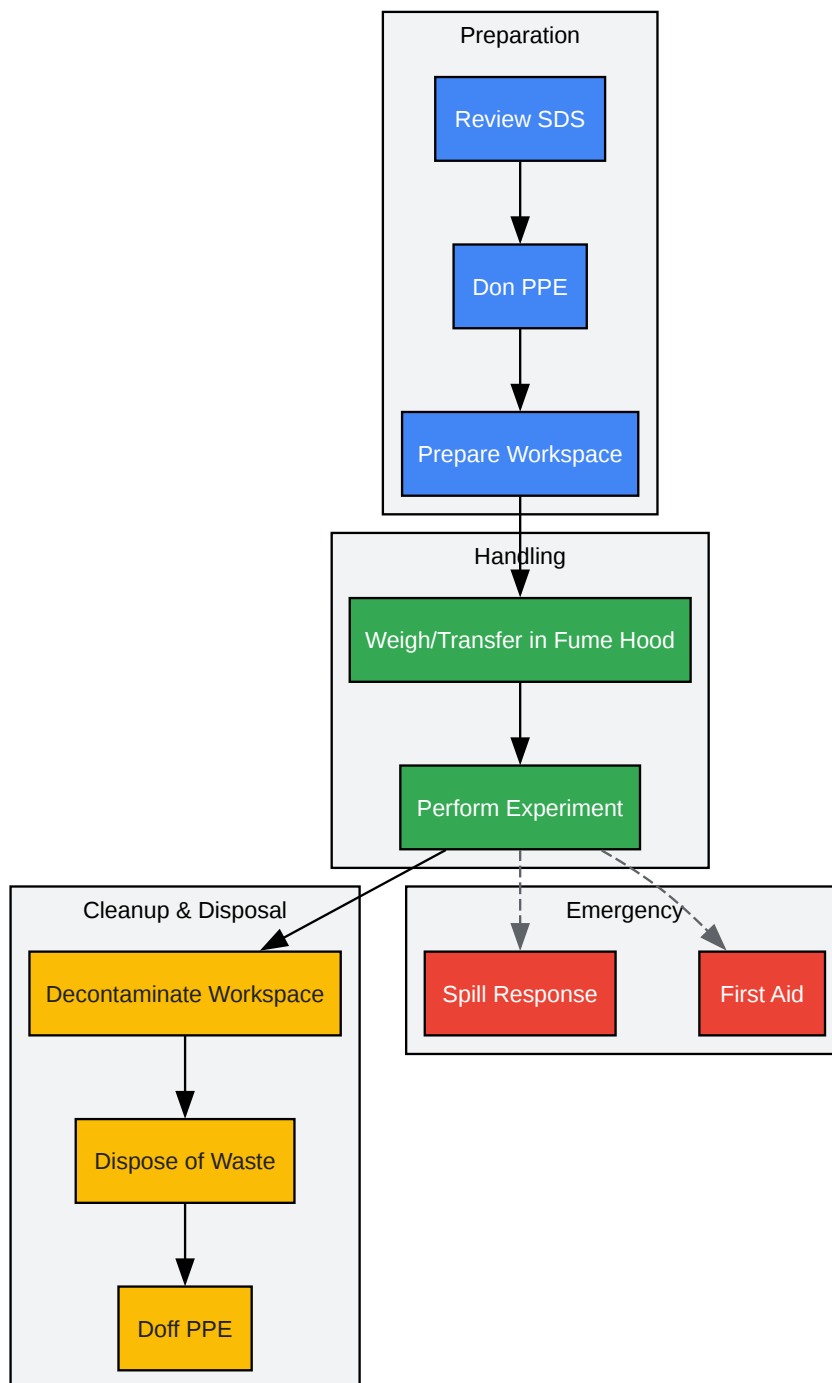 Preparation
Review SDS
Don PPE
Prepare Workspace
Handling
Weigh/Transfer in Fume Hood
Perform Experiment
Cleanup & Disposal
Decontaminate Workspace
Dispose of Waste
Doff PPE
Emergency
Spill Response
First Aid